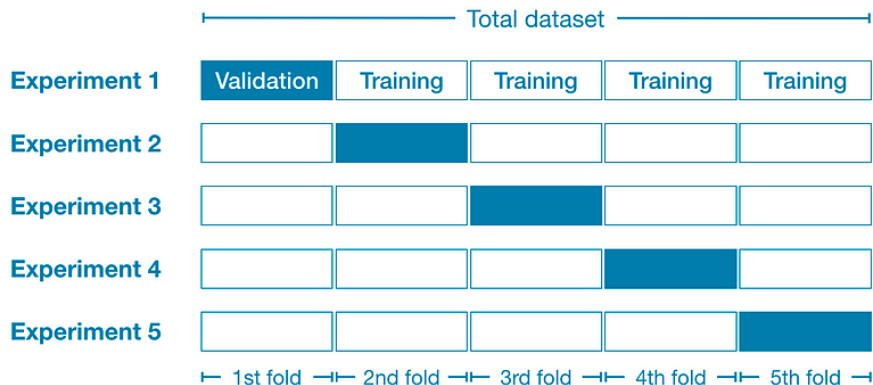 Total dataset
Experiment 1 Validation Training Training Training Training
Experiment 2
Experiment 3
Experiment 4
Experiment 5
1st fold 2nd fold 3rd fold 4th fold 5th fold